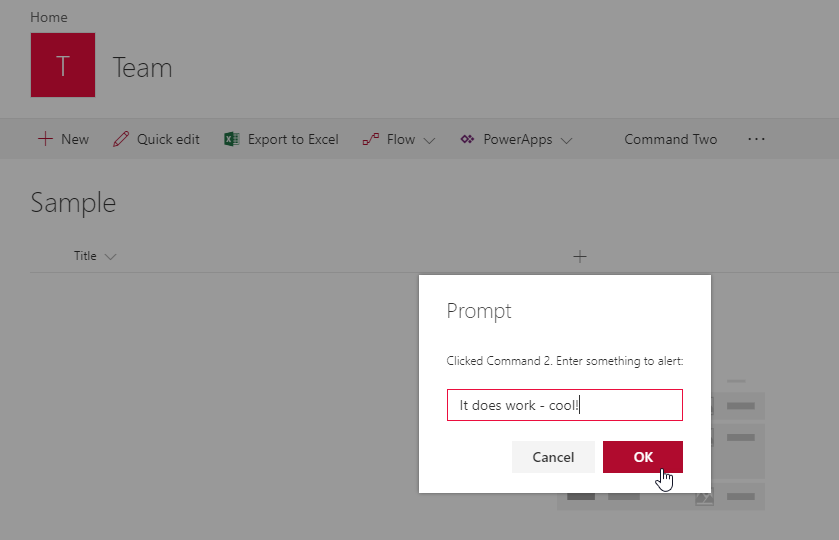 Home
T
Team
New Quick edit Export to Excel Flow PowerApps Command Two ...
Sample
Title
Prompt
Clicked Command 2. Enter something to alert:
It does work - cool!
Cancel OK